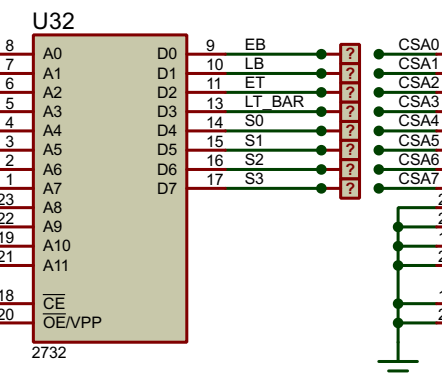 U32
8 A0 D0 9 EB ? CSA0
7 A1 D1 10 LB ? CSA1
6 A2 D2 11 ET ? CSA2
5 A3 D3 13 LT_BAR ? CSA3
4 A4 D4 14 S0 ? CSA4
3 A5 D5 15 S1 ? CSA5
2 A6 D6 16 S2 ? CSA6
1 A7 D7 17 S3 ? CSA7
23 A8
22 A9
19 A10
21 A11
18 CE
20 OE/VPP
2732